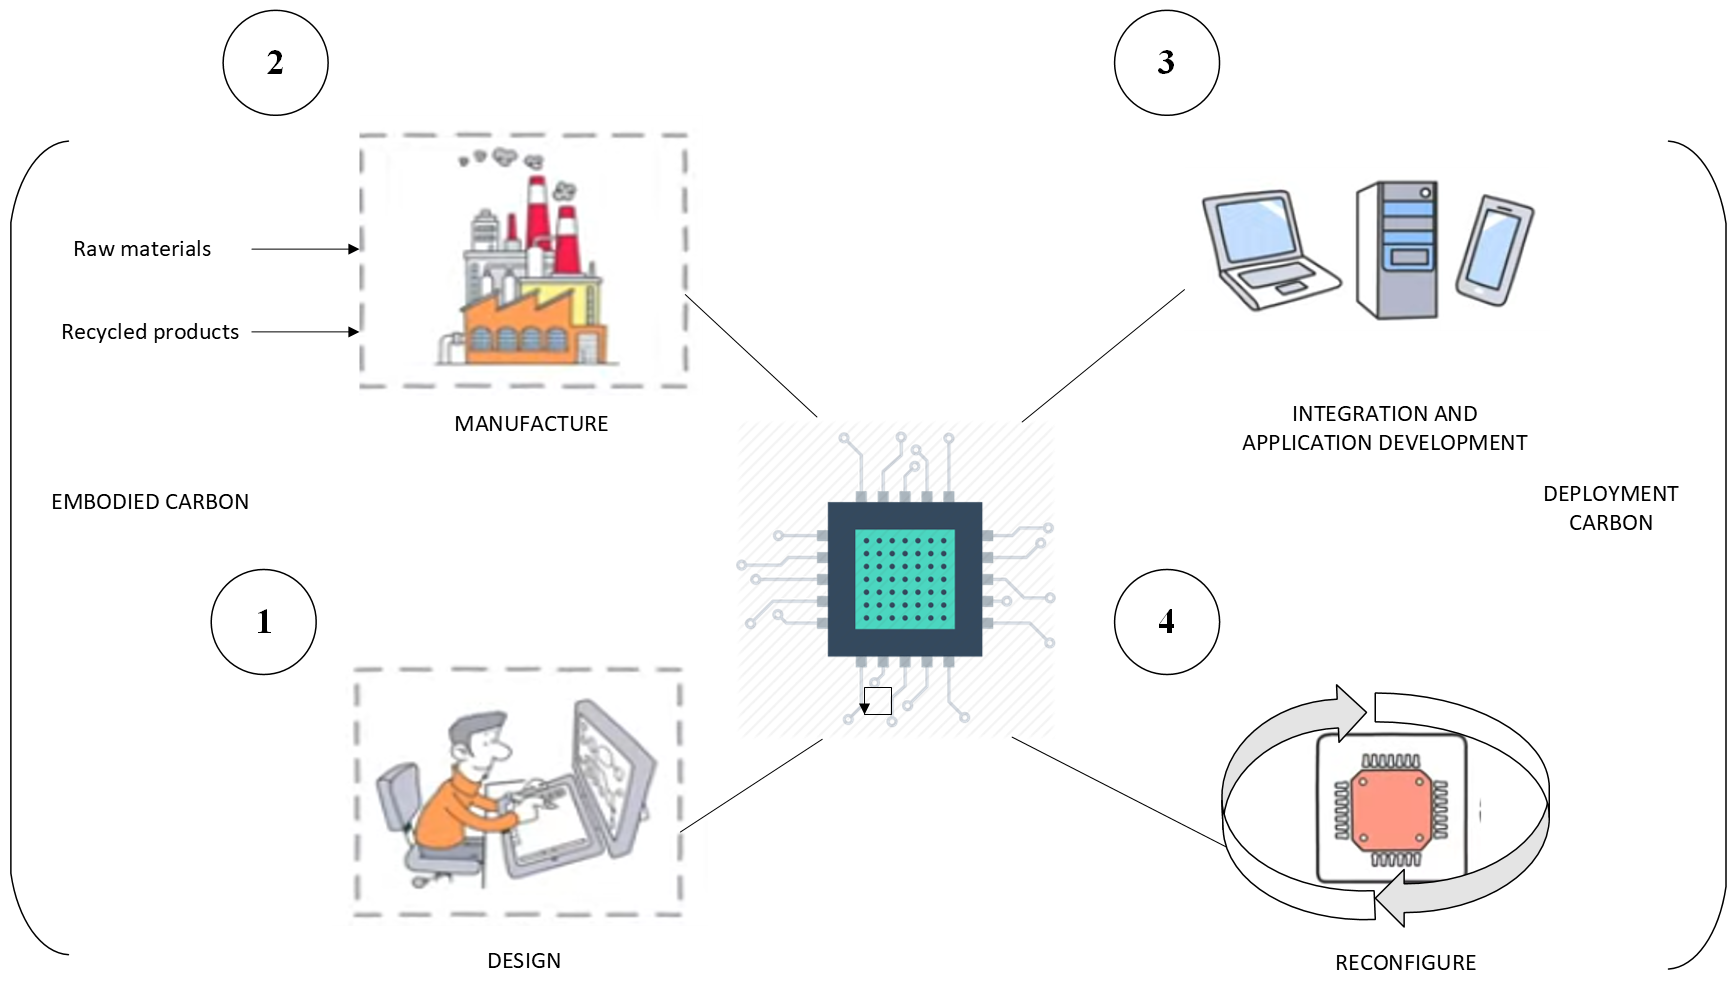 2
3
Raw materials
Recycled products
MANUFACTURE
INTEGRATION AND
APPLICATION DEVELOPMENT
EMBODIED CARBON
DEPLOYMENT
CARBON
1
4
DESIGN
RECONFIGURE